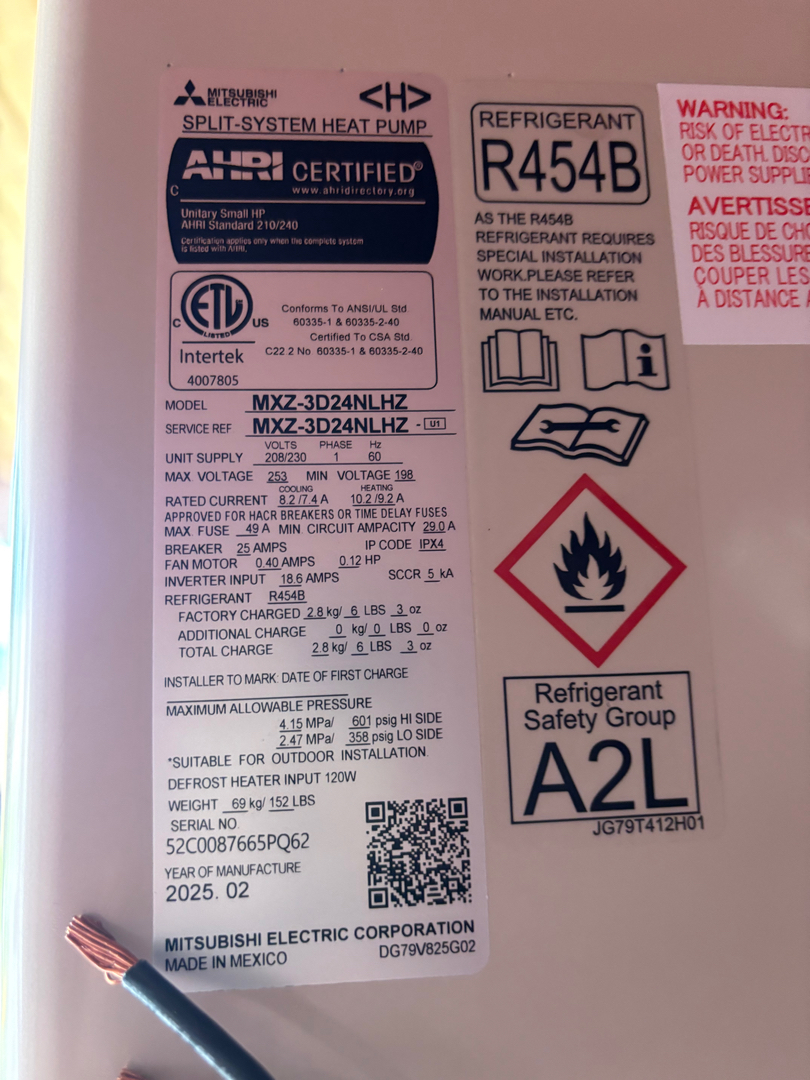 MITSUBISHI
ELECTRIC
<H>
SPLIT-SYSTEM HEAT PUMP
AHRI CERTIFIED®
www.ahridirectory.org
C
Unitary Small HP
AHRI Standard 210/240
Certification applies only when the complete system
is listed with AHRI.
C ETL US
LISTED
Intertek
4007805
Conforms To ANSI/UL Std
60335-1 & 60335-2-40
Certified To CSA Std
C22.2 No 60335-1 & 60335-2-40
MODEL MXZ-3D24NLHZ
SERVICE REF MXZ-3D24NLHZ - U1
VOLTS PHASE Hz
UNIT SUPPLY 208/230 1 60
MAX. VOLTAGE 253 MIN VOLTAGE 198
COOLING HEATING
RATED CURRENT 8.2 /7.4 A 10.2 /9.2 A
APPROVED FOR HACR BREAKERS OR TIME DELAY FUSES
MAX. FUSE 49 A MIN. CIRCUIT AMPACITY 29.0 A
BREAKER 25 AMPS IP CODE IPX4
FAN MOTOR 0.40 AMPS 0.12 HP
INVERTER INPUT 18.6 AMPS SCCR 5 kA
REFRIGERANT R454B
FACTORY CHARGED 2.8 kg/ 6 LBS 3 oz
ADDITIONAL CHARGE 0 kg/ 0 LBS 0 oz
TOTAL CHARGE 2.8 kg/ 6 LBS 3 oz
INSTALLER TO MARK: DATE OF FIRST CHARGE
MAXIMUM ALLOWABLE PRESSURE
4.15 MPa/ 601 psig HI SIDE
2.47 MPa/ 358 psig LO SIDE
*SUITABLE FOR OUTDOOR INSTALLATION.
DEFROST HEATER INPUT 120W
WEIGHT 69 kg/ 152 LBS
SERIAL NO.
52C0087665PQ62
YEAR OF MANUFACTURE
2025. 02
MITSUBISHI ELECTRIC CORPORATION
MADE IN MEXICO DG79V825G02
REFRIGERANT
R454B
AS THE R454B
REFRIGERANT REQUIRES
SPECIAL INSTALLATION
WORK.PLEASE REFER
TO THE INSTALLATION
MANUAL ETC.
Refrigerant
Safety Group
A2L
JG79T412H01
WARNING:
RISK OF
OR DEATH.
POWER
RISQUE DE
DES
COUPER LES
À DISTANCE